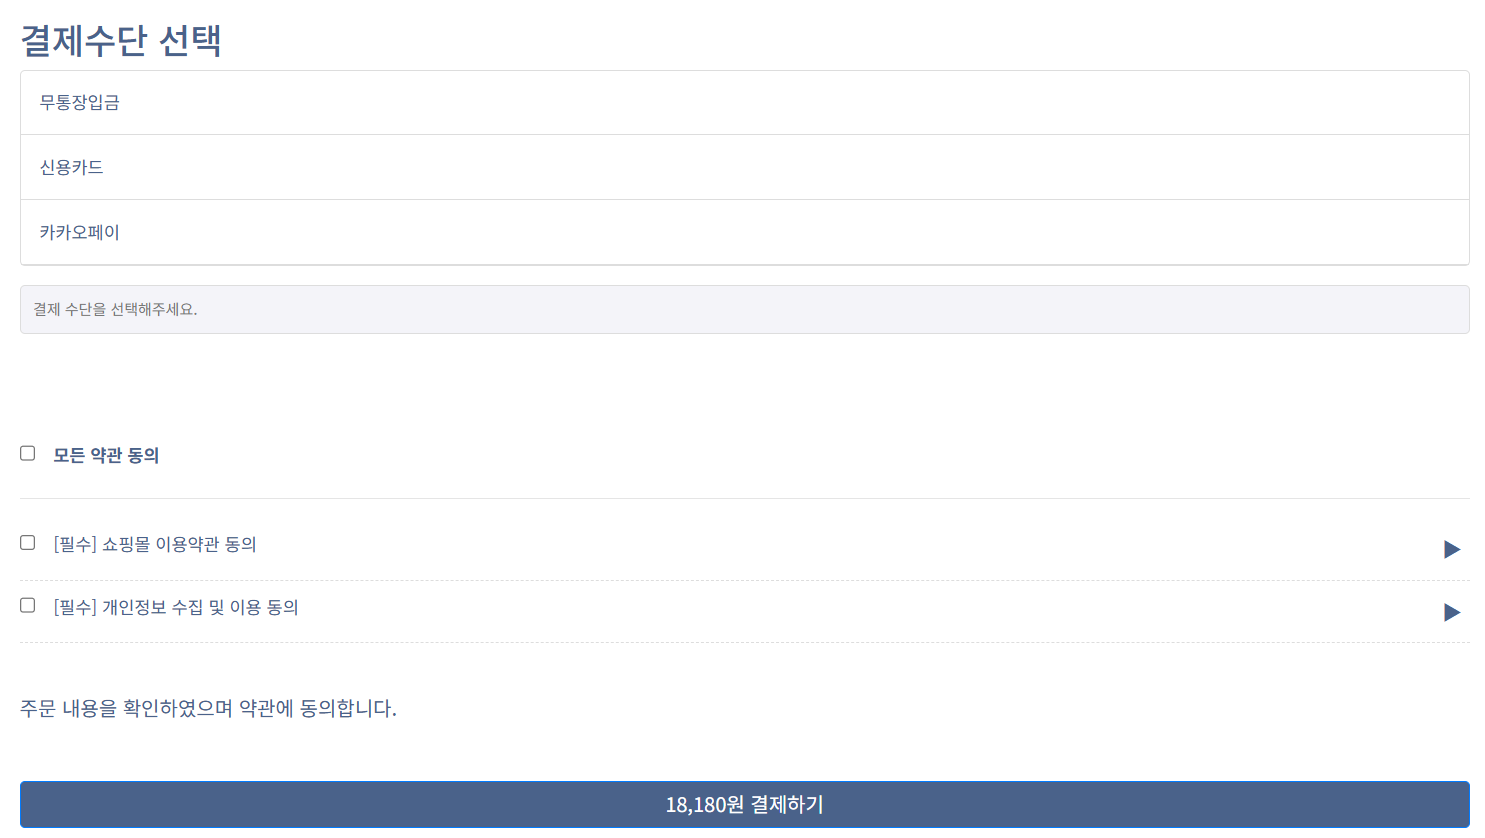 결제수단 선택
무통장입금
신용카드
카카오페이
결제 수단을 선택해주세요.
모든 약관 동의
[필수] 쇼핑몰 이용약관 동의
[필수] 개인정보 수집 및 이용 동의
주문 내용을 확인하였으며 약관에 동의합니다.
18,180원 결제하기